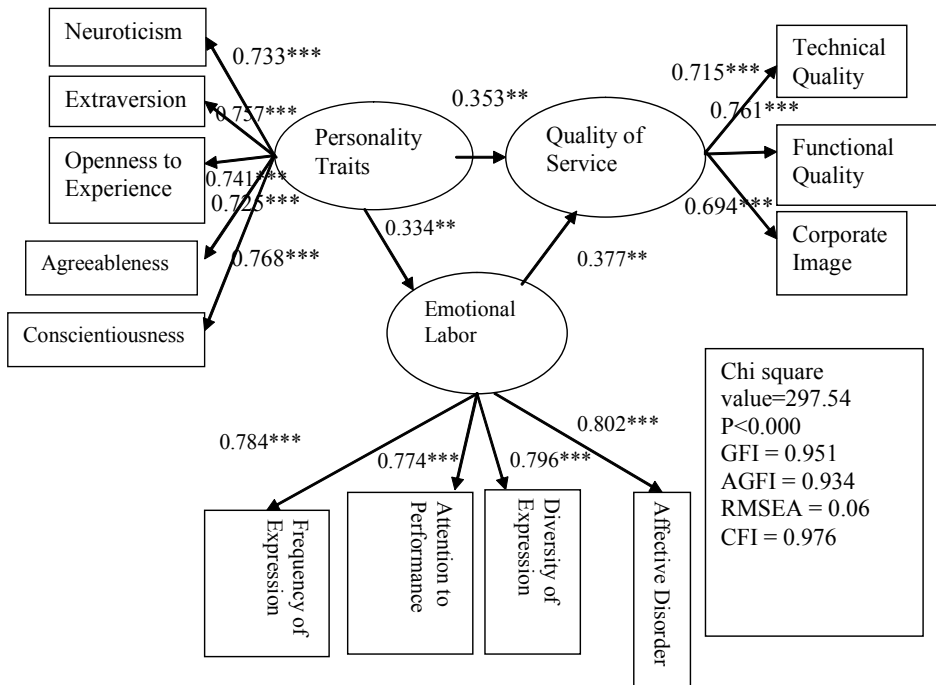 Neuroticism
0.733***
Extraversion
0.757***
Openness to
Experience
0.741***
0.725***
Agreeableness
0.768***
Conscientiousness
Personality
Traits
0.353**
Quality of
Service
0.715***
Technical
Quality
0.761***
Functional
Quality
0.694***
Corporate
Image
0.334**
0.377**
Emotional
Labor
0.784***
0.774***
0.796***
0.802***
Frequency of
Expression
Attention to
Performance
Diversity of
Expression
Affective Disorder
Chi square
value=297.54
P<0.000
GFI = 0.951
AGFI = 0.934
RMSEA = 0.06
CFI = 0.976